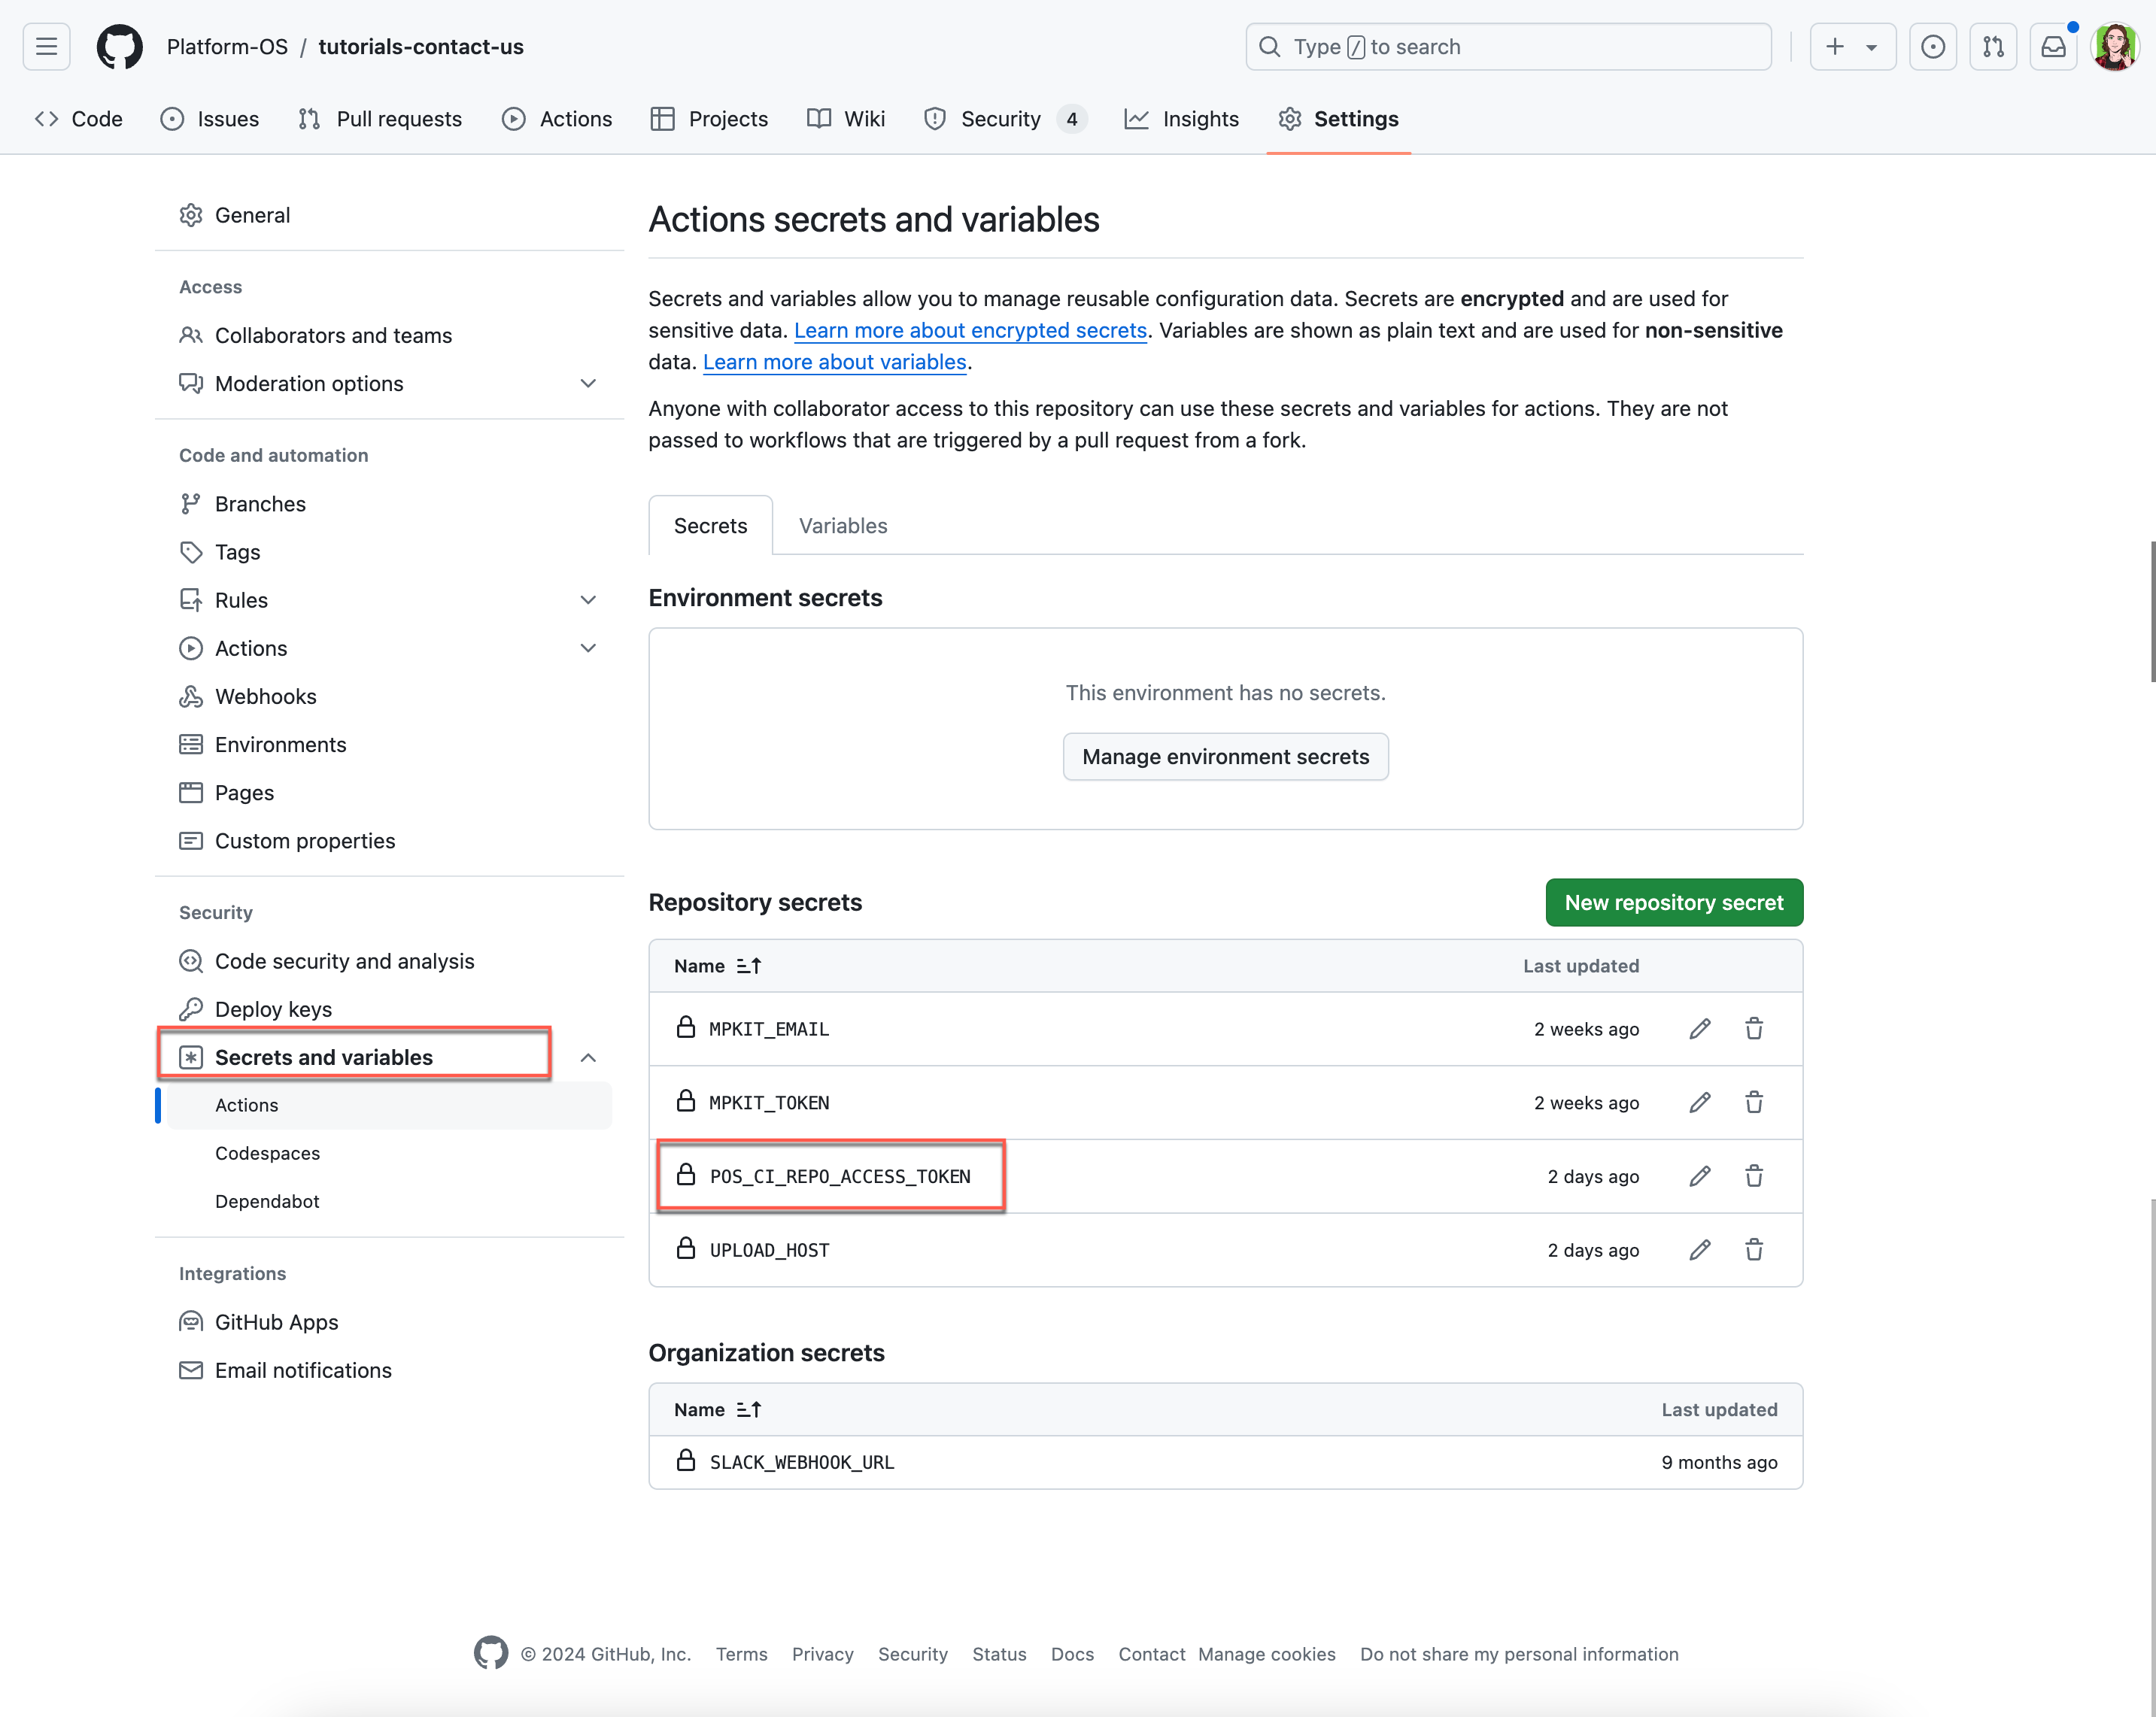 Platform-OS / tutorials-contact-us
Type / to search
Code
Issues
Pull requests
Actions
Projects
Wiki
Security 4
Insights
Settings
General
Access
Collaborators and teams
Moderation options
Code and automation
Branches
Tags
Rules
Actions
Webhooks
Environments
Pages
Custom properties
Security
Code security and analysis
Deploy keys
Secrets and variables
Actions
Codespaces
Dependabot
Integrations
GitHub Apps
Email notifications
Actions secrets and variables
Secrets and variables allow you to manage reusable configuration data. Secrets are encrypted and are used for
sensitive data. Learn more about encrypted secrets. Variables are shown as plain text and are used for non-sensitive
data. Learn more about variables.
Anyone with collaborator access to this repository can use these secrets and variables for actions. They are not
passed to workflows that are triggered by a pull request from a fork.
Secrets
Variables
Environment secrets
This environment has no secrets.
Manage environment secrets
Repository secrets
New repository secret
Name Last updated
MPKIT_EMAIL 2 weeks ago
MPKIT_TOKEN 2 weeks ago
POS_CI_REPO_ACCESS_TOKEN 2 days ago
UPLOAD_HOST 2 days ago
Organization secrets
Name Last updated
SLACK_WEBHOOK_URL 9 months ago
© 2024 GitHub, Inc. Terms Privacy Security Status Docs Contact Manage cookies Do not share my personal information